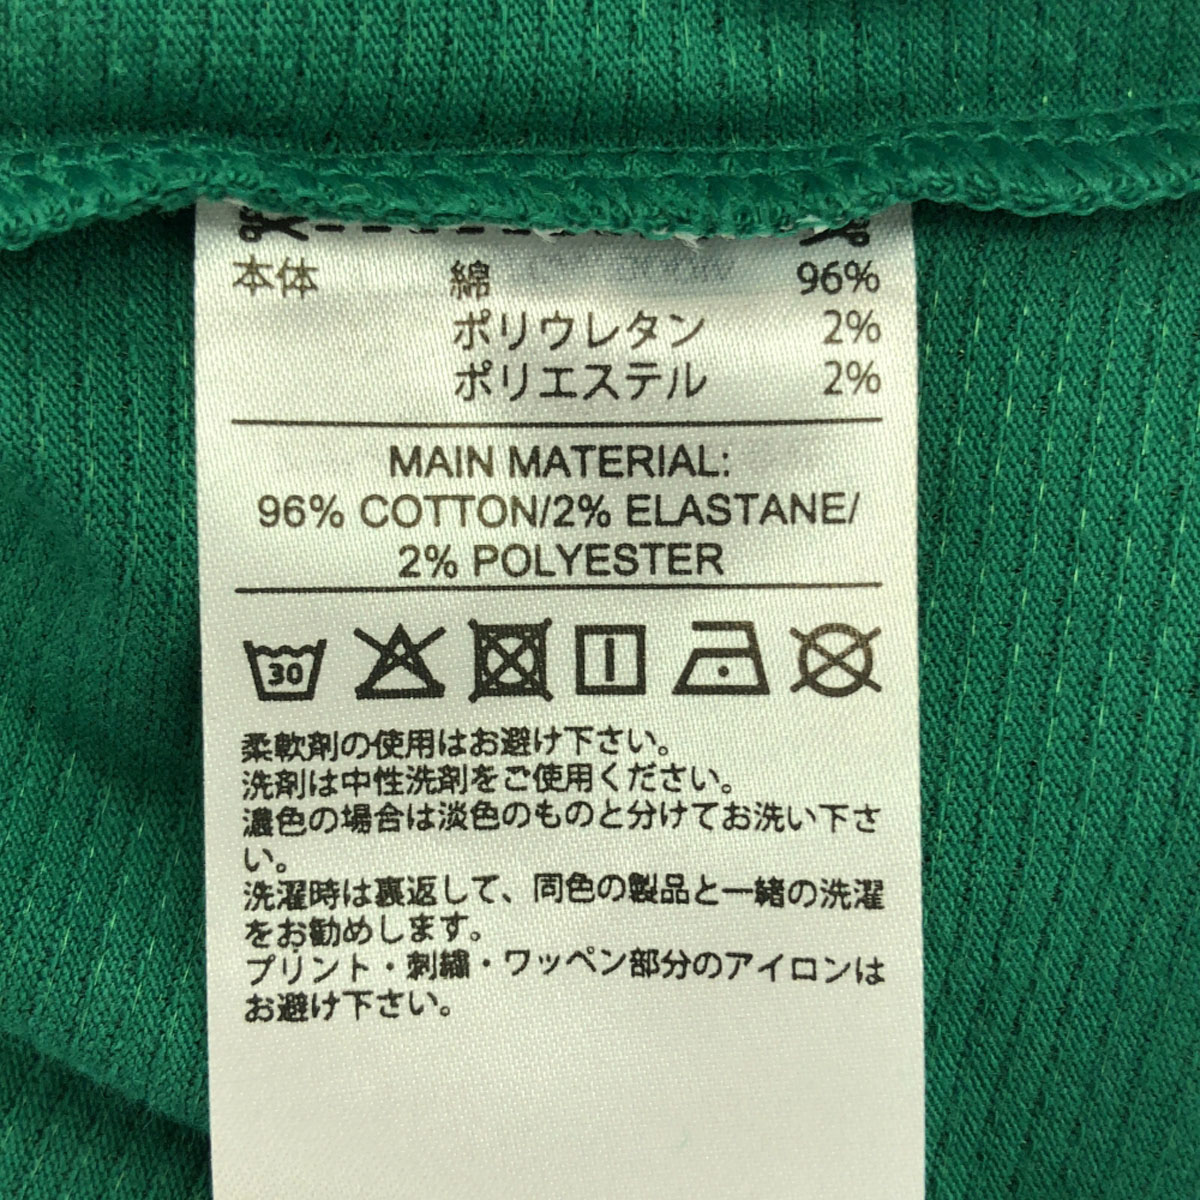 本体 綿 96%
ポリウレタン 2%
ポリエステル 2%
MAIN MATERIAL:
96% COTTON/2% ELASTANE/
2% POLYESTER
30
柔軟剤の使用はお避け下さい。
洗剤は中性洗剤をご使用ください。
濃色の場合は淡色のものと分けてお洗い下さ
い。
洗濯時は裏返して、同色の製品と一緒の洗濯
をお勧めします。
プリント・刺繍・ワッペン部分のアイロンは
お避け下さい。